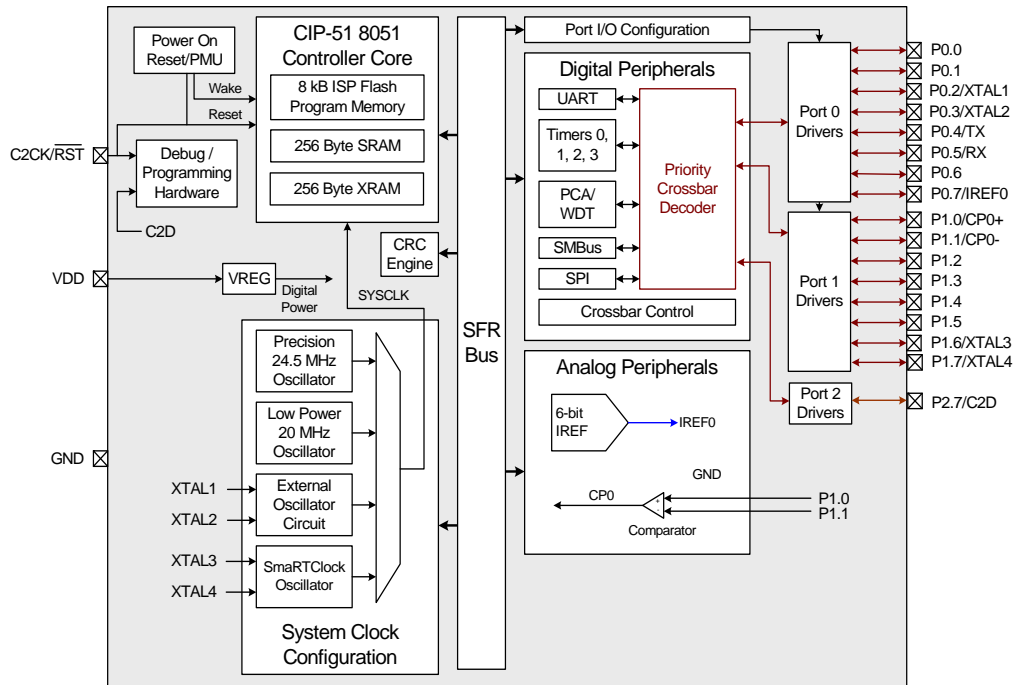 Power On
Reset/PMU
Wake
Reset
C2CK/RST
Debug /
Programming
Hardware
C2D
VDD
VREG
Digital
Power
GND
CIP-51 8051
Controller Core
8 kB ISP Flash
Program Memory
256 Byte SRAM
256 Byte XRAM
CRC
Engine
SYSCLK
Precision
24.5 MHz
Oscillator
Low Power
20 MHz
Oscillator
XTAL1
XTAL2
External
Oscillator
Circuit
XTAL3
XTAL4
SmaRTClock
Oscillator
System Clock
Configuration
SFR
Bus
Port I/O Configuration
Digital Peripherals
UART
Timers 0,
1, 2, 3
PCA/
WDT
SMBus
SPI
Priority
Crossbar
Decoder
Crossbar Control
Analog Peripherals
6-bit
IREF
IREF0
GND
CP0
+
-
Comparator
P1.0
P1.1
Port 0
Drivers
Port 1
Drivers
Port 2
Drivers
P0.0
P0.1
P0.2/XTAL1
P0.3/XTAL2
P0.4/TX
P0.5/RX
P0.6
P0.7/IREF0
P1.0/CP0+
P1.1/CP0-
P1.2
P1.3
P1.4
P1.5
P1.6/XTAL3
P1.7/XTAL4
P2.7/C2D